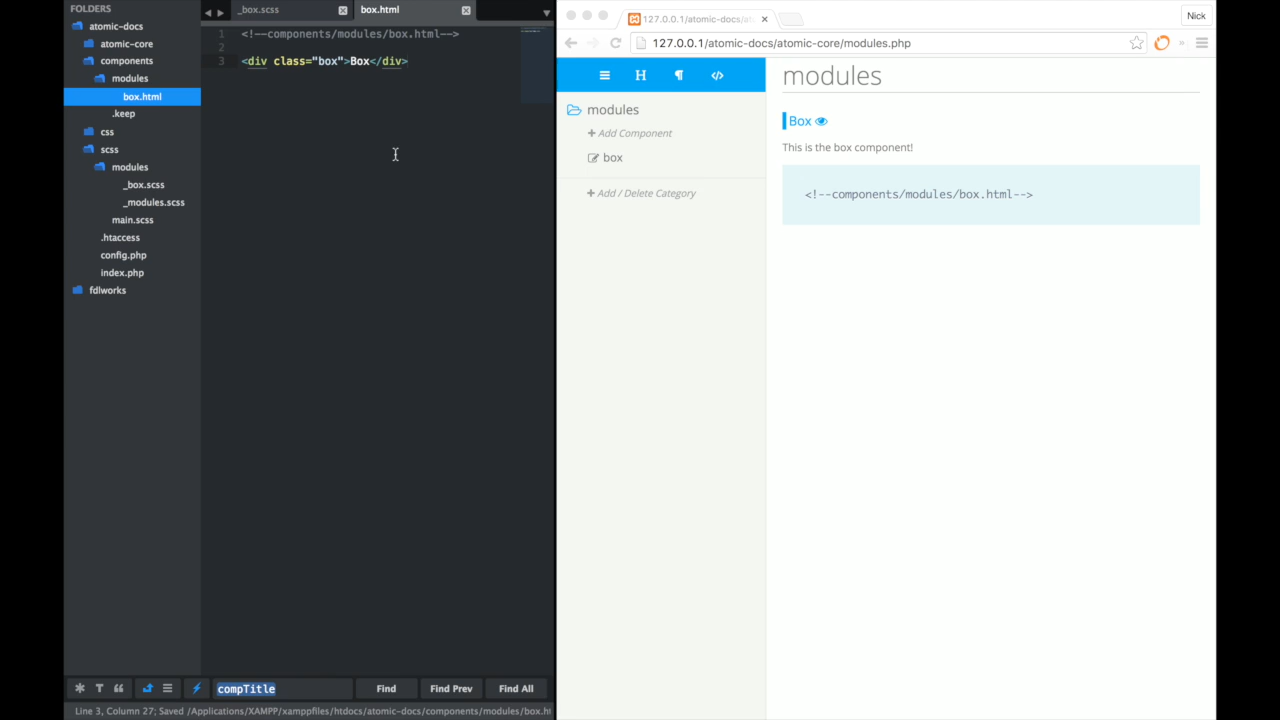 FOLDERS
atomic-docs
atomic-core
components
modules
box.html
.keep
css
scss
modules
_box.scss
_modules.scss
main.scss
.htaccess
config.php
index.php
fdlworks
_box.scss
box.html
1 <!--components/modules/box.html-->
2
3 <div class="box">Box</div>
compTitle
Find
Find Prev
Find All
Line 3, Column 27; Saved /Applications/XAMPP/xamppfiles/htdocs/atomic-docs/components/modules/box.ht
127.0.0.1/atomic-docs/ato
Nick
127.0.0.1/atomic-docs/atomic-core/modules.php
H
modules
+ Add Component
box
+ Add / Delete Category
modules
Box
This is the box component!
<!--components/modules/box.html-->